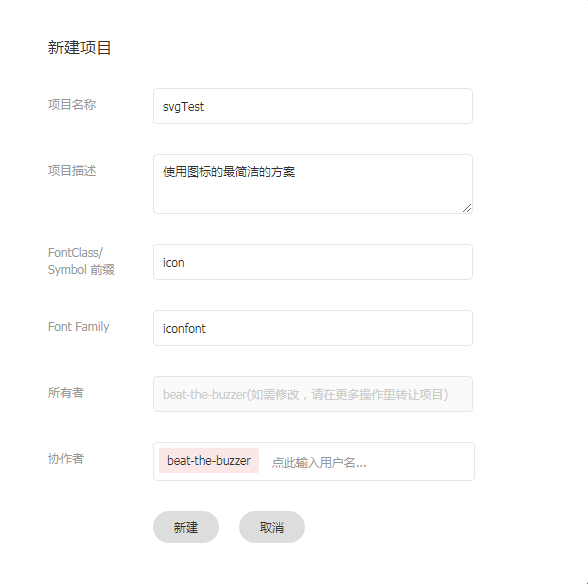 新建项目
项目名称
svgTest
项目描述
使用图标的最简洁的方案
FontClass/
Symbol 前缀
icon
Font Family
iconfont
所有者
beat-the-buzzer(如需修改，请在更多操作里转让项目)
协作者
beat-the-buzzer 点此输入用户名...
新建 取消